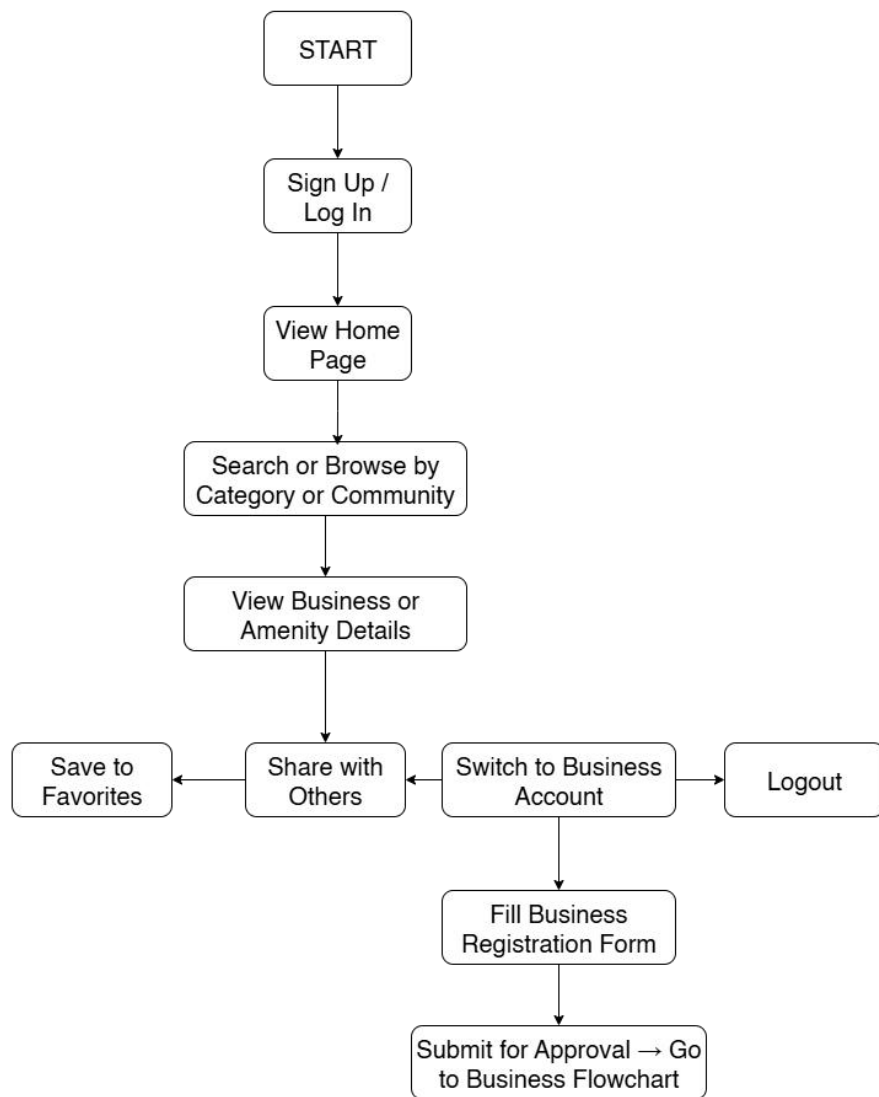 START
Sign Up /
Log In
View Home
Page
Search or Browse by
Category or Community
View Business or
Amenity Details
Save to
Favorites
Share with
Others
Switch to Business
Account
Logout
Fill Business
Registration Form
Submit for Approval → Go
to Business Flowchart